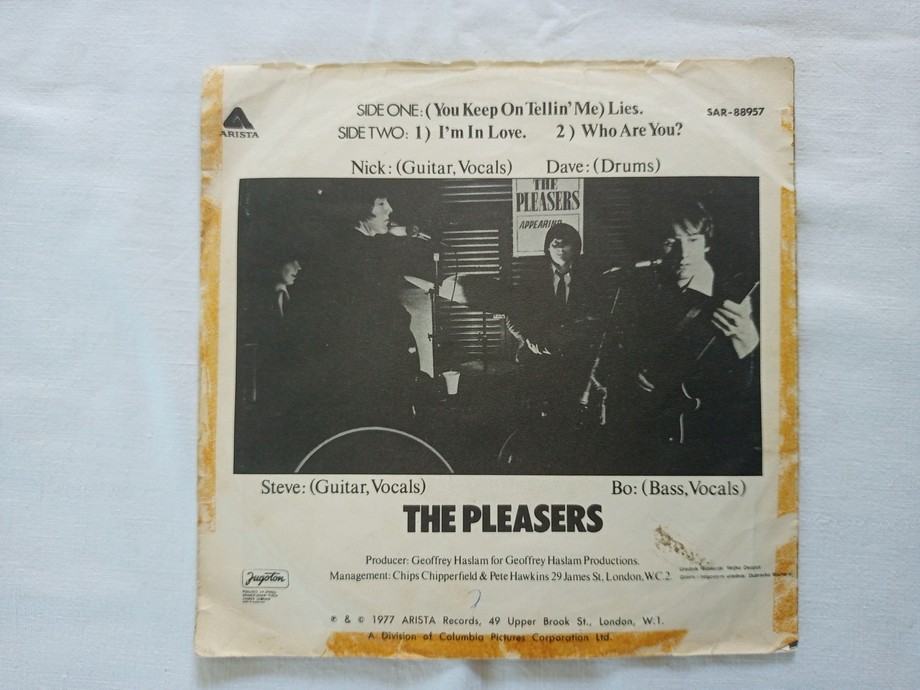 SIDE ONE: (You Keep On Tellin' Me) Lies.
SAR-88957
ARISTA
SIDE TWO: 1) I'm In Love. 2) Who Are You?
Nick: (Guitar, Vocals) Dave: (Drums)
THE
PLEASERS
APPEARING
Steve: (Guitar, Vocals) Bo: (Bass, Vocals)
THE PLEASERS
Producer: Geoffrey Haslam for Geoffrey Haslam Productions.
Management: Chips Chipperfield & Pete Hawkins 29 James St, London, W.C.2.
Jugoton
℗ & © 1977 ARISTA Records, 49 Upper Brook St., London, W.1.
A Division of Columbia Pictures Corporation Ltd.